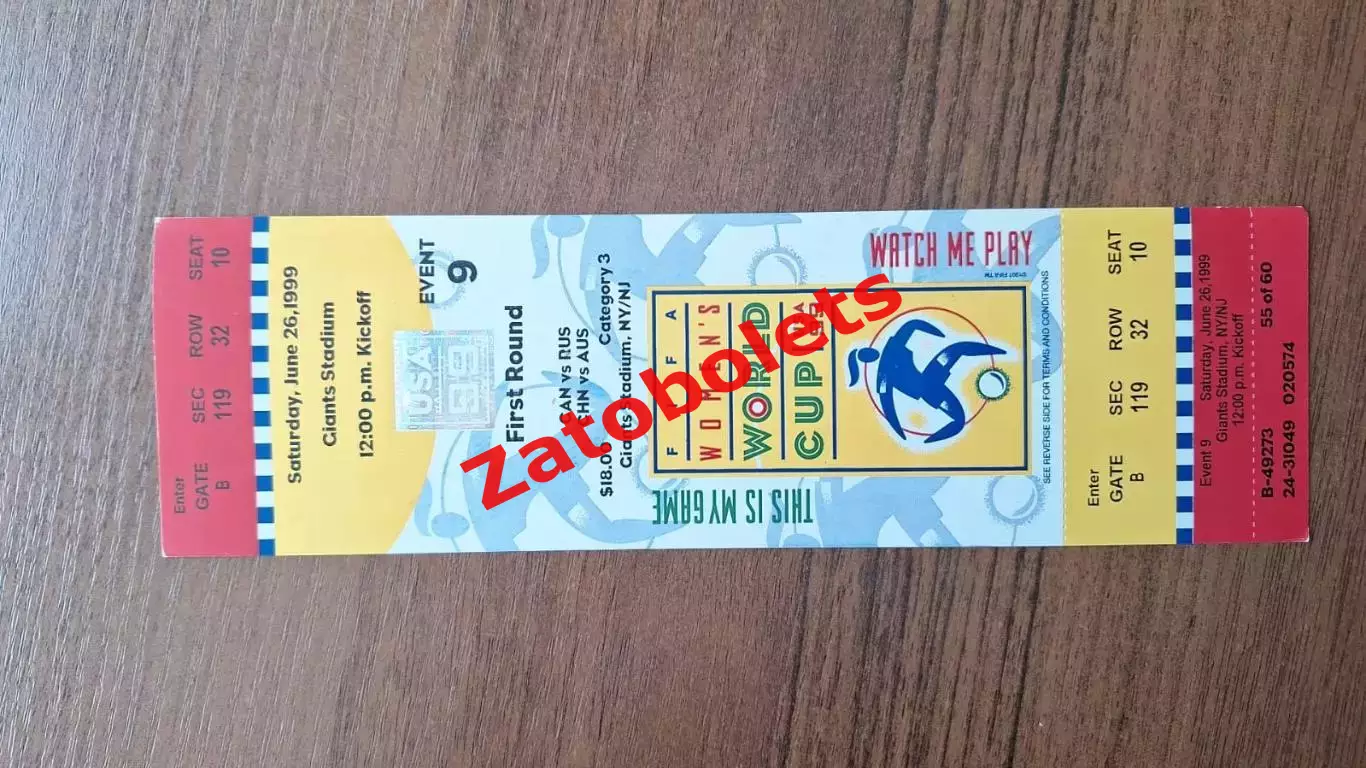 Enter
GATE SEC ROW SEAT
B 119 32 10
Saturday, June 26,1999
Giants Stadium
12:00 p.m. Kickoff
EVENT
9
USA
99
First Round
CAN vs RUS
CHN vs AUS
$18.00 Category 3
Giants Stadium, NY/NJ
FIFA
WOMEN'S
WORLD
CUP
USA
99
THIS IS MY GAME
WATCH ME PLAY
SEE REVERSE SIDE FOR TERMS AND CONDITIONS
Enter
GATE SEC ROW SEAT
B 119 32 10
Event 9 Saturday, June 26,1999
Giants Stadium, NY/NJ
12:00 p.m. Kickoff
B-49273 55 of 60
24-31049 020574
Zatobolets